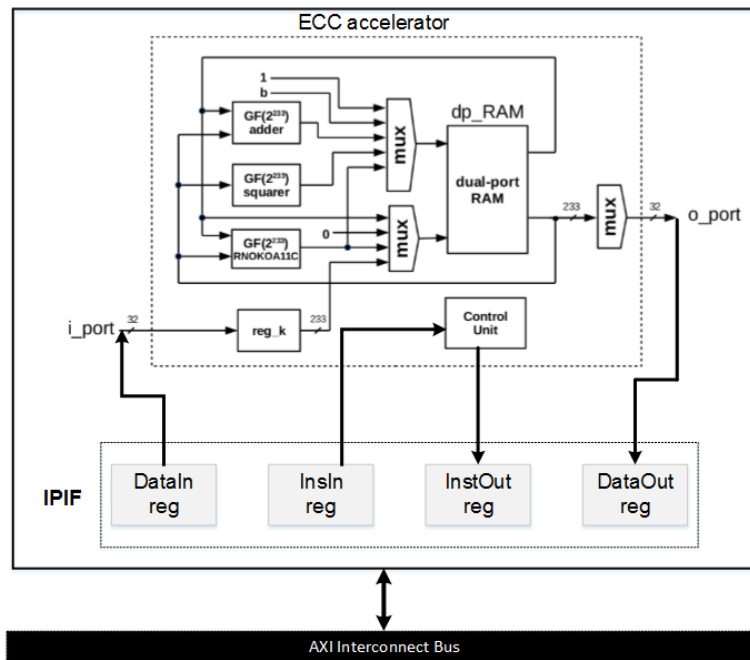 ECC accelerator
1
b
GF(2²³³)
adder
GF(2²³³)
squarer
GF(2²³³)
RNOKOA11C
mux
0
mux
dp_RAM
dual-port
RAM
233
mux
32
o_port
i_port
32
reg_k
233
Control
Unit
IPIF
DataIn
reg
InsIn
reg
InstOut
reg
DataOut
reg
AXI Interconnect Bus